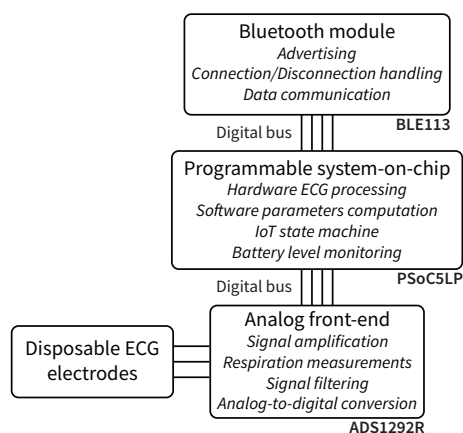 Bluetooth module
Advertising
Connection/Disconnection handling
Data communication
BLE113
Digital bus
Programmable system-on-chip
Hardware ECG processing
Software parameters computation
IoT state machine
Battery level monitoring
PSoC5LP
Digital bus
Analog front-end
Signal amplification
Respiration measurements
Signal filtering
Analog-to-digital conversion
ADS1292R
Disposable ECG
electrodes